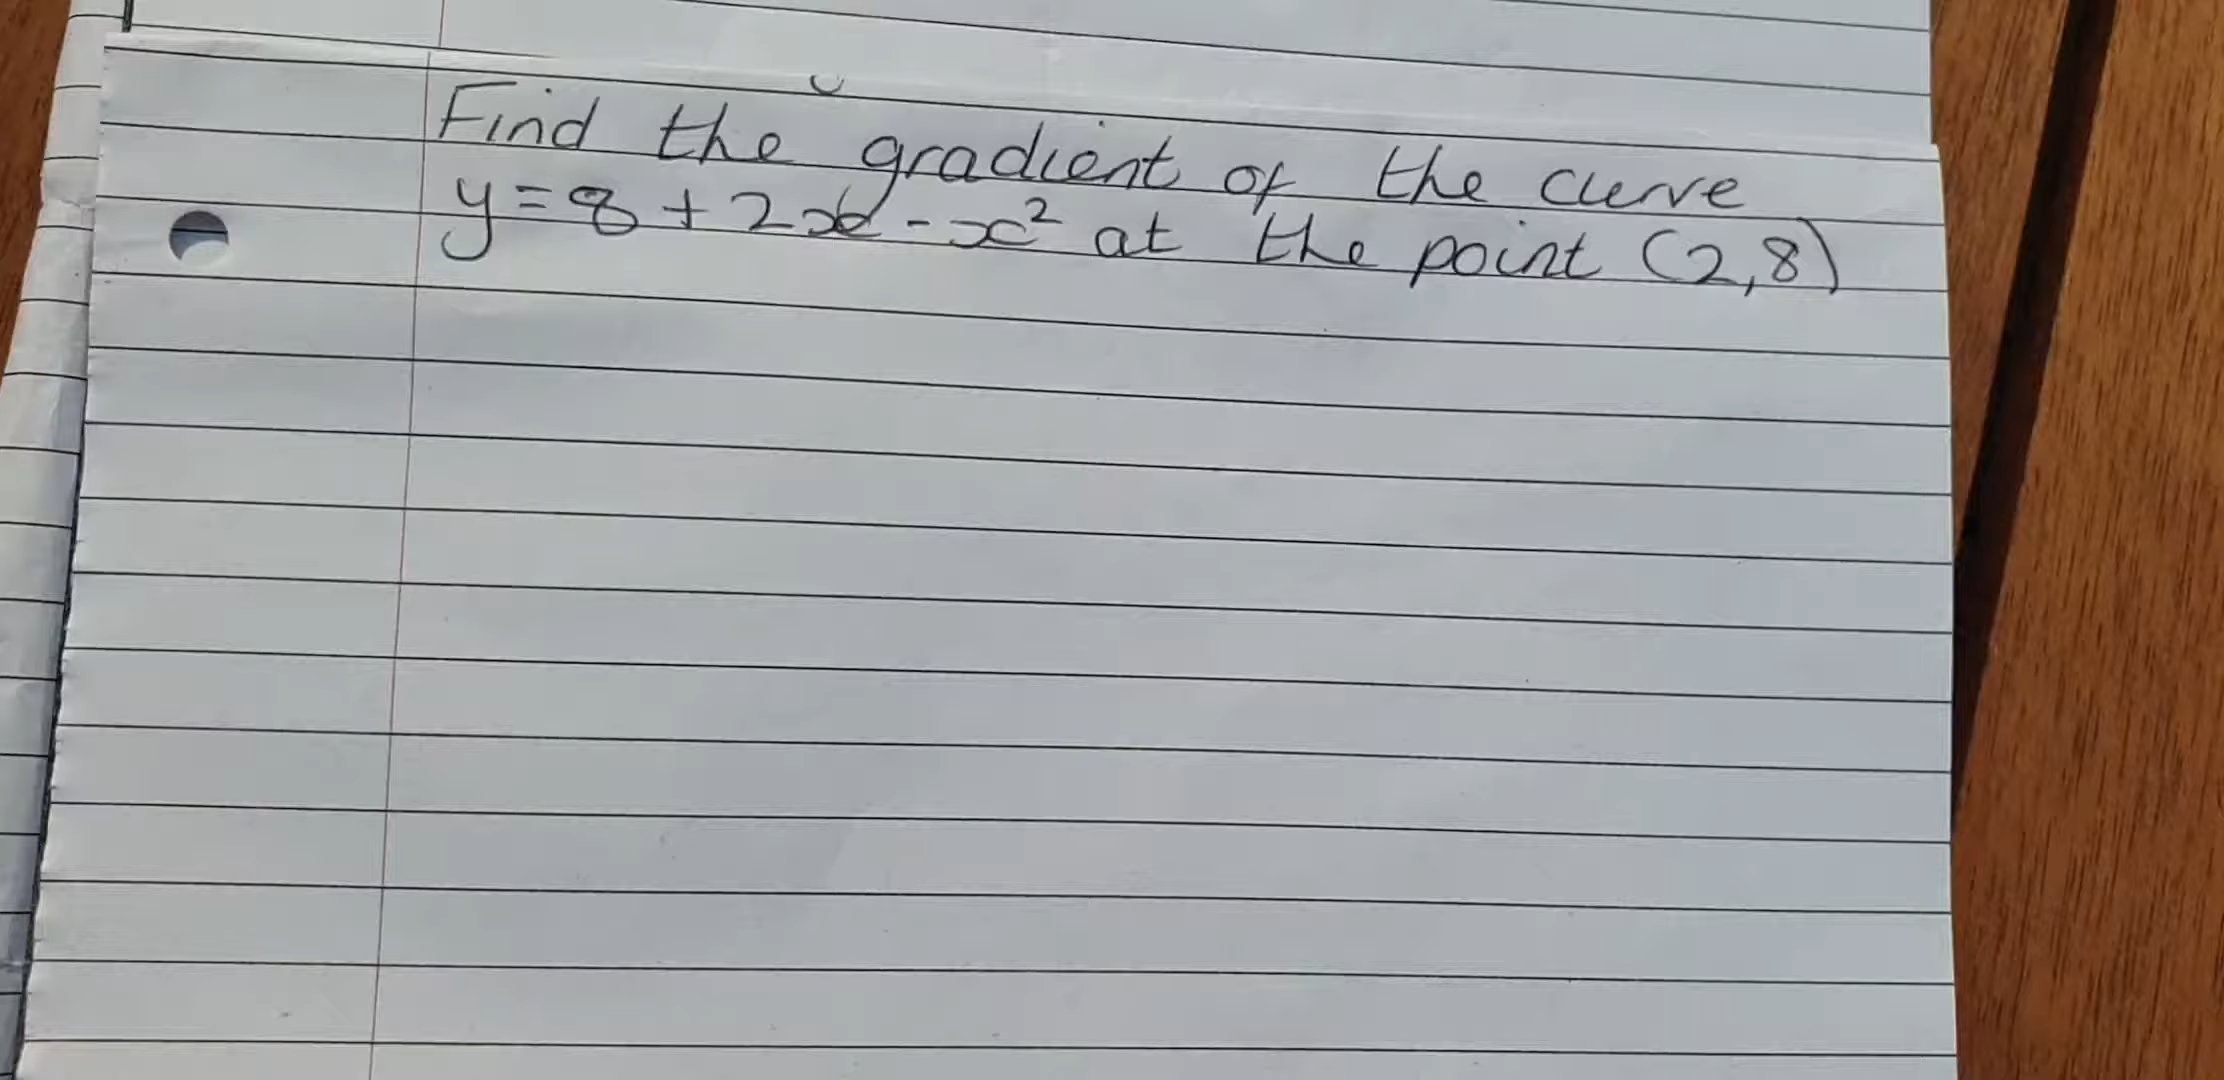 Find the gradient of the curve
y = 8 + 2x - x² at the point (2,8)